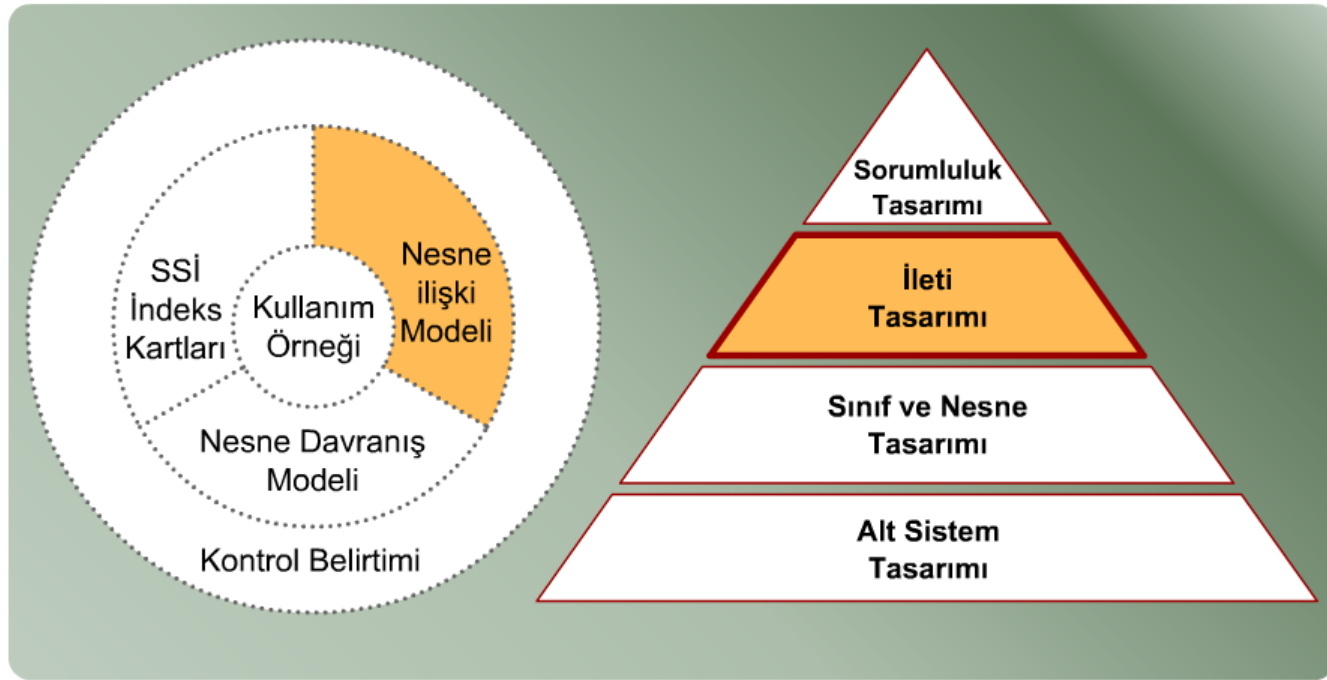 SSİ
İndeks
Kartları
Kullanım
Örneği
Nesne
ilişki
Modeli
Nesne Davranış
Modeli
Kontrol Belirtimi
Sorumluluk
Tasarımı
İleti
Tasarımı
Sınıf ve Nesne
Tasarımı
Alt Sistem
Tasarımı